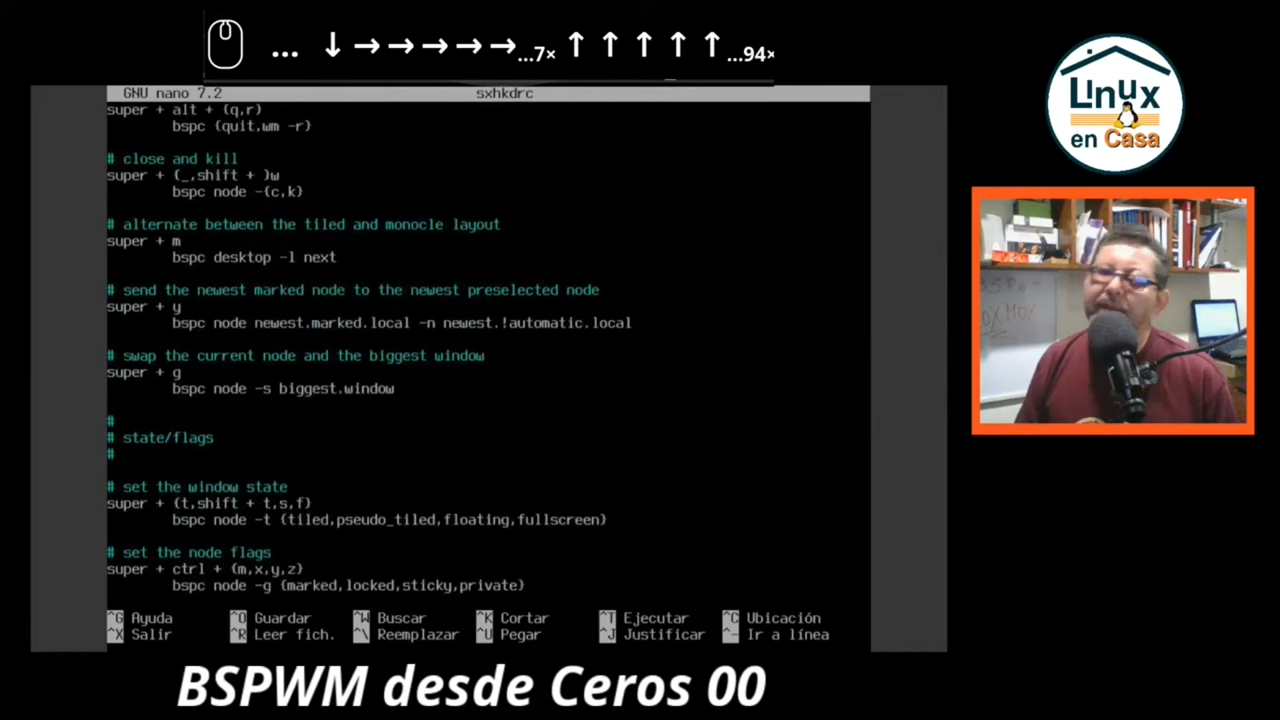 ... ↓→→→→→...7× ↑↑↑↑↑...94×
GNU nano 7.2 sxhkdrc
super + alt + {q,r}
bspc {quit,wm -r}
# close and kill
super + {_,shift + }w
bspc node -{c,k}
# alternate between the tiled and monocle layout
super + m
bspc desktop -l next
# send the newest marked node to the newest preselected node
super + y
bspc node newest.marked.local -n newest.!automatic.local
# swap the current node and the biggest window
super + g
bspc node -s biggest.window
#
# state/flags
#
# set the window state
super + {t,shift + t,s,f}
bspc node -t {tiled,pseudo_tiled,floating,fullscreen}
# set the node flags
super + ctrl + {m,x,y,z}
bspc node -g {marked,locked,sticky,private}
^G Ayuda ^O Guardar ^W Buscar ^K Cortar ^T Ejecutar ^C Ubicación
^X Salir ^R Leer fich. ^\ Reemplazar ^U Pegar ^J Justificar ^- Ir a línea
LInux
en Casa
BSPWM desde Ceros 00